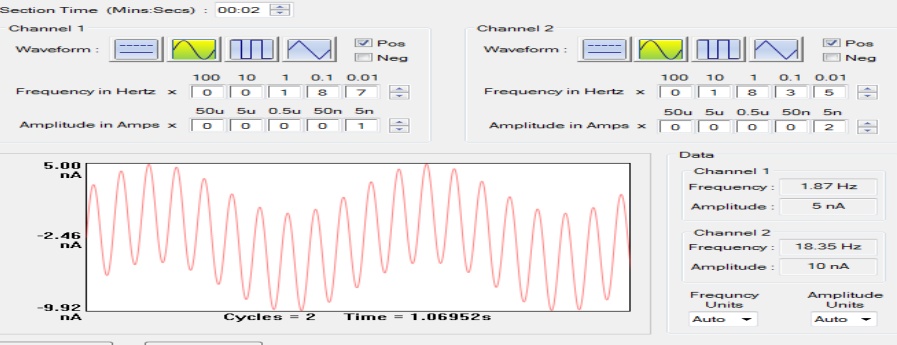 Section Time (Mins:Secs) : 00:02
Channel 1
Waveform :
Pos
Neg
100 10 1 0.1 0.01
Frequency in Hertz x 0 0 1 8 7
50u 5u 0.5u 50n 5n
Amplitude in Amps x 0 0 0 0 1
Channel 2
Waveform :
Pos
Neg
100 10 1 0.1 0.01
Frequency in Hertz x 0 1 8 3 5
50u 5u 0.5u 50n 5n
Amplitude in Amps x 0 0 0 0 2
5.00
nA
-2.46
nA
-9.92
nA
Cycles = 2 Time = 1.06952s
Data
Channel 1
Frequency : 1.87 Hz
Amplitude : 5 nA
Channel 2
Frequency : 18.35 Hz
Amplitude : 10 nA
Frequncy
Units
Auto
Amplitude
Units
Auto